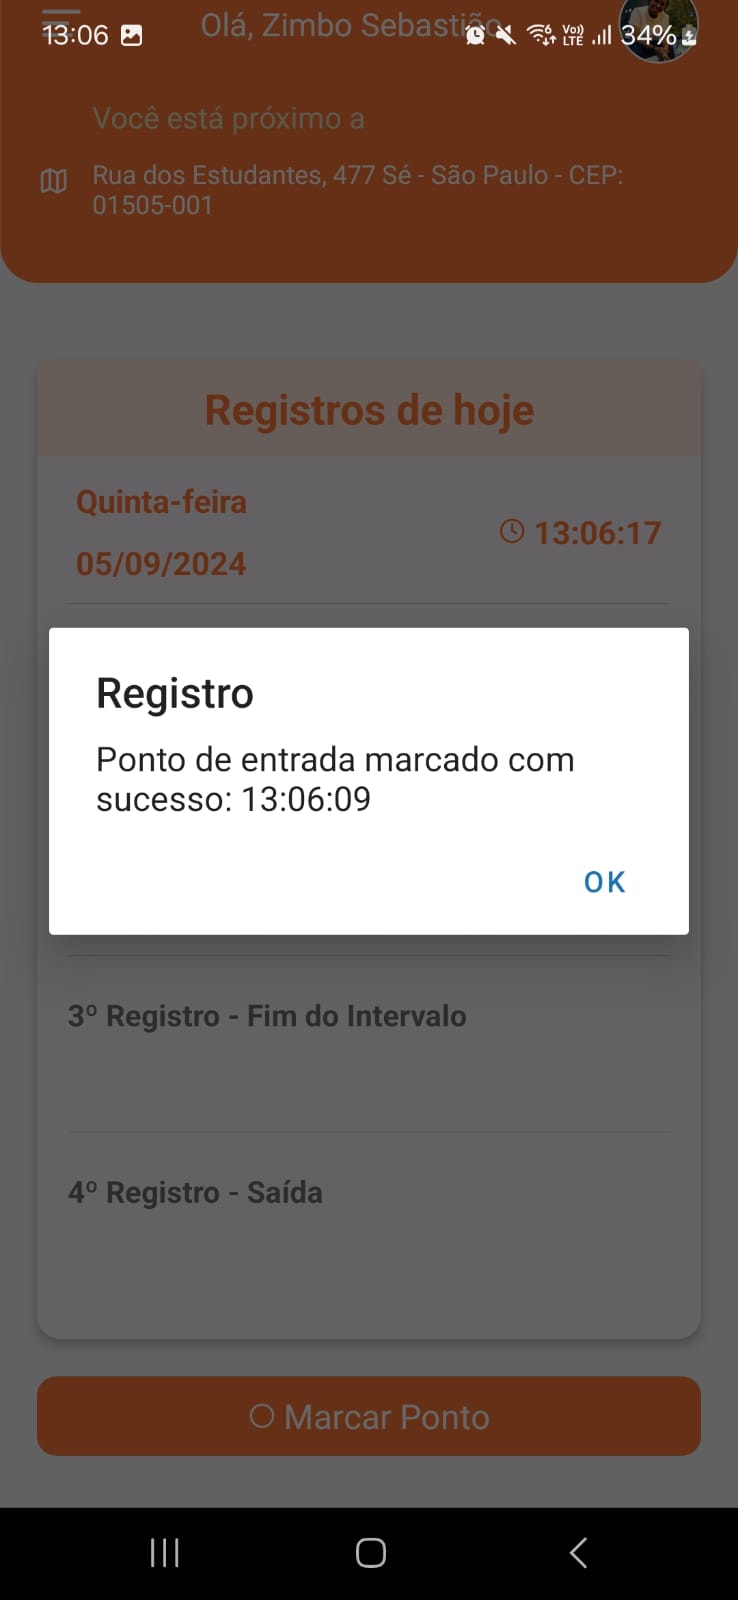 13:06
Olá, Zimbo Sebastião
Vo))
LTE
34%
Você está próximo a
Rua dos Estudantes, 477 Sé - São Paulo - CEP:
01505-001
Registros de hoje
Quinta-feira
05/09/2024
13:06:17
Registro
Ponto de entrada marcado com
sucesso: 13:06:09
OK
3º Registro - Fim do Intervalo
4º Registro - Saída
Marcar Ponto